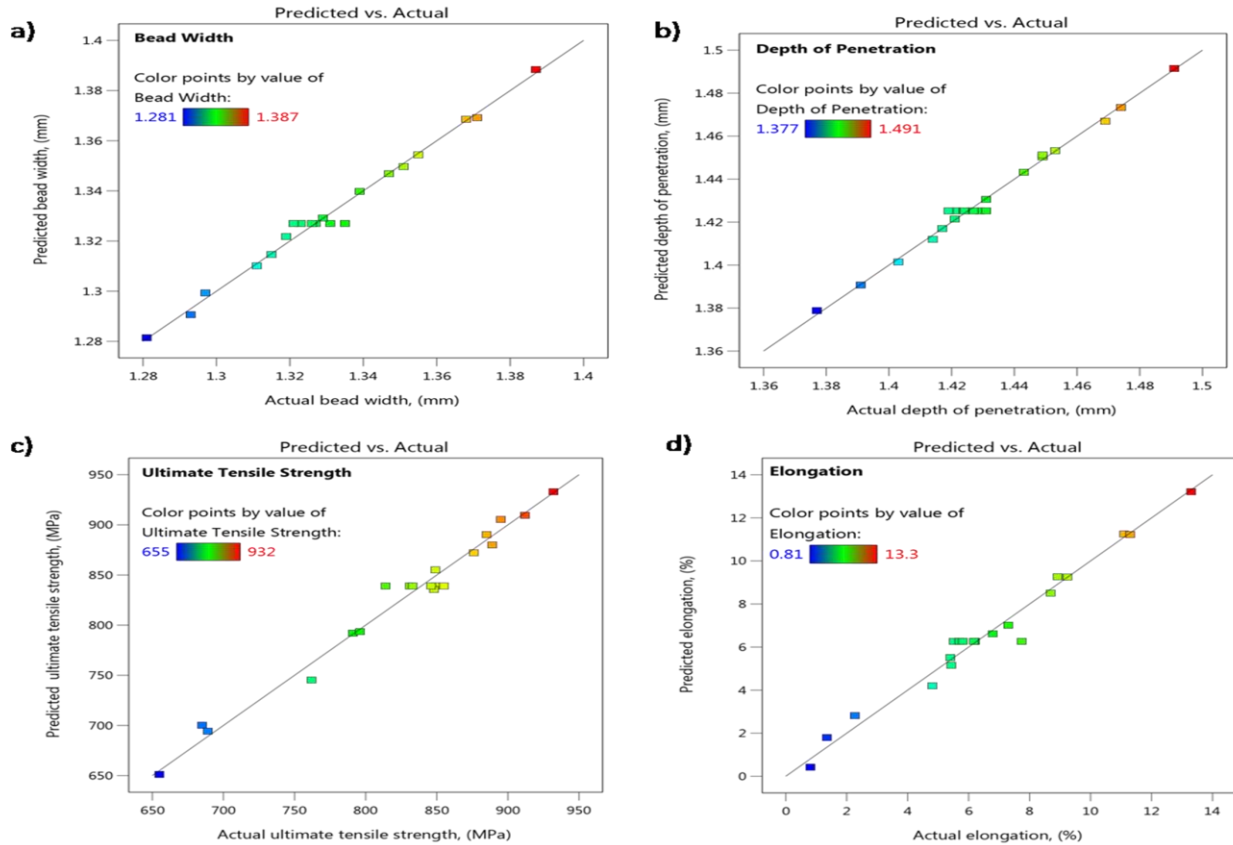 a)
Predicted vs. Actual
Bead Width
Color points by value of
Bead Width:
1.281 1.387
Predicted bead width, (mm)
1.4
1.38
1.36
1.34
1.32
1.3
1.28
1.28 1.3 1.32 1.34 1.36 1.38 1.4
Actual bead width, (mm)
b)
Predicted vs. Actual
Depth of Penetration
Color points by value of
Depth of Penetration:
1.377 1.491
Predicted depth of penetration, (mm)
1.5
1.48
1.46
1.44
1.42
1.4
1.38
1.36
1.36 1.38 1.4 1.42 1.44 1.46 1.48 1.5
Actual depth of penetration, (mm)
c)
Predicted vs. Actual
Ultimate Tensile Strength
Color points by value of
Ultimate Tensile Strength:
655 932
Predicted ultimate tensile strength, (MPa)
950
900
850
800
750
700
650
650 700 750 800 850 900 950
Actual ultimate tensile strength, (MPa)
d)
Predicted vs. Actual
Elongation
Color points by value of
Elongation:
0.81 13.3
Predicted elongation, (%)
14
12
10
8
6
4
2
0
0 2 4 6 8 10 12 14
Actual elongation, (%)